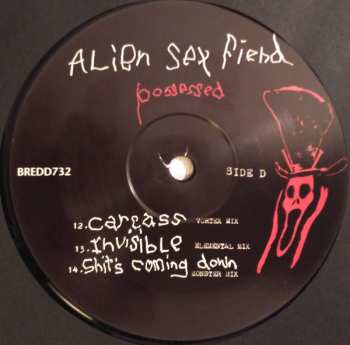 ALiEn SEX fiEnd
possessed
BREDD732
SIDE D
12. carcass VORTEX MIX
13. Invisible ELEMENTAL MIX
14. Shit's coming down MONSTER MIX